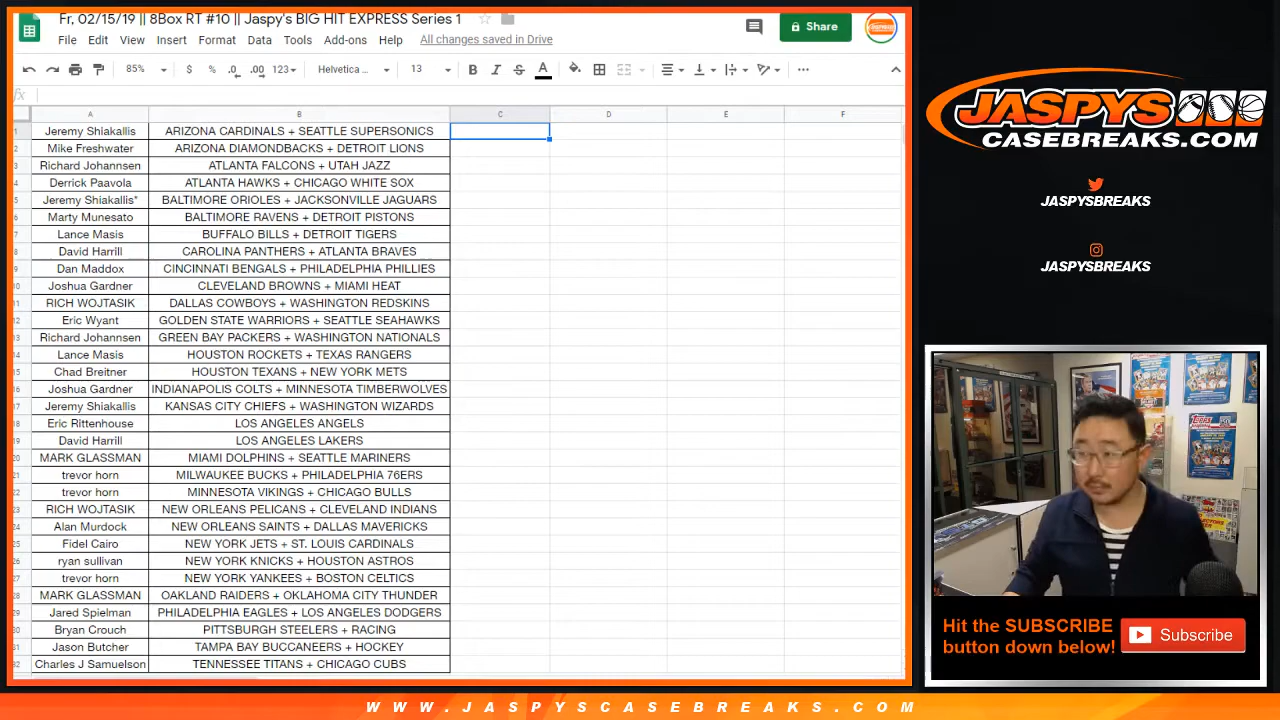 Fr, 02/15/19 || 8Box RT #10 || Jaspy's BIG HIT EXPRESS Series 1
File Edit View Insert Format Data Tools Add-ons Help All changes saved in Drive
Share
85% $ % .0 .00 123 Helvetica ... 13 B I S A
fx
A B C D E F
1 Jeremy Shiakallis ARIZONA CARDINALS + SEATTLE SUPERSONICS
2 Mike Freshwater ARIZONA DIAMONDBACKS + DETROIT LIONS
3 Richard Johannsen ATLANTA FALCONS + UTAH JAZZ
4 Derrick Paavola ATLANTA HAWKS + CHICAGO WHITE SOX
5 Jeremy Shiakallis* BALTIMORE ORIOLES + JACKSONVILLE JAGUARS
6 Marty Munesato BALTIMORE RAVENS + DETROIT PISTONS
7 Lance Masis BUFFALO BILLS + DETROIT TIGERS
8 David Harrill CAROLINA PANTHERS + ATLANTA BRAVES
9 Dan Maddox CINCINNATI BENGALS + PHILADELPHIA PHILLIES
10 Joshua Gardner CLEVELAND BROWNS + MIAMI HEAT
11 RICH WOJTASIK DALLAS COWBOYS + WASHINGTON REDSKINS
12 Eric Wyant GOLDEN STATE WARRIORS + SEATTLE SEAHAWKS
13 Richard Johannsen GREEN BAY PACKERS + WASHINGTON NATIONALS
14 Lance Masis HOUSTON ROCKETS + TEXAS RANGERS
15 Chad Breitner HOUSTON TEXANS + NEW YORK METS
16 Joshua Gardner INDIANAPOLIS COLTS + MINNESOTA TIMBERWOLVES
17 Jeremy Shiakallis KANSAS CITY CHIEFS + WASHINGTON WIZARDS
18 Eric Rittenhouse LOS ANGELES ANGELS
19 David Harrill LOS ANGELES LAKERS
20 MARK GLASSMAN MIAMI DOLPHINS + SEATTLE MARINERS
21 trevor horn MILWAUKEE BUCKS + PHILADELPHIA 76ERS
22 trevor horn MINNESOTA VIKINGS + CHICAGO BULLS
23 RICH WOJTASIK NEW ORLEANS PELICANS + CLEVELAND INDIANS
24 Alan Murdock NEW ORLEANS SAINTS + DALLAS MAVERICKS
25 Fidel Cairo NEW YORK JETS + ST. LOUIS CARDINALS
26 ryan sullivan NEW YORK KNICKS + HOUSTON ASTROS
27 trevor horn NEW YORK YANKEES + BOSTON CELTICS
28 MARK GLASSMAN OAKLAND RAIDERS + OKLAHOMA CITY THUNDER
29 Jared Spielman PHILADELPHIA EAGLES + LOS ANGELES DODGERS
30 Bryan Crouch PITTSBURGH STEELERS + RACING
31 Jason Butcher TAMPA BAY BUCCANEERS + HOCKEY
32 Charles J Samuelson TENNESSEE TITANS + CHICAGO CUBS
JASPYS
CASEBREAKS.COM
JASPYSBREAKS
JASPYSBREAKS
Hit the SUBSCRIBE
button down below!
Subscribe
WWW.JASPYSCASEBREAKS.COM